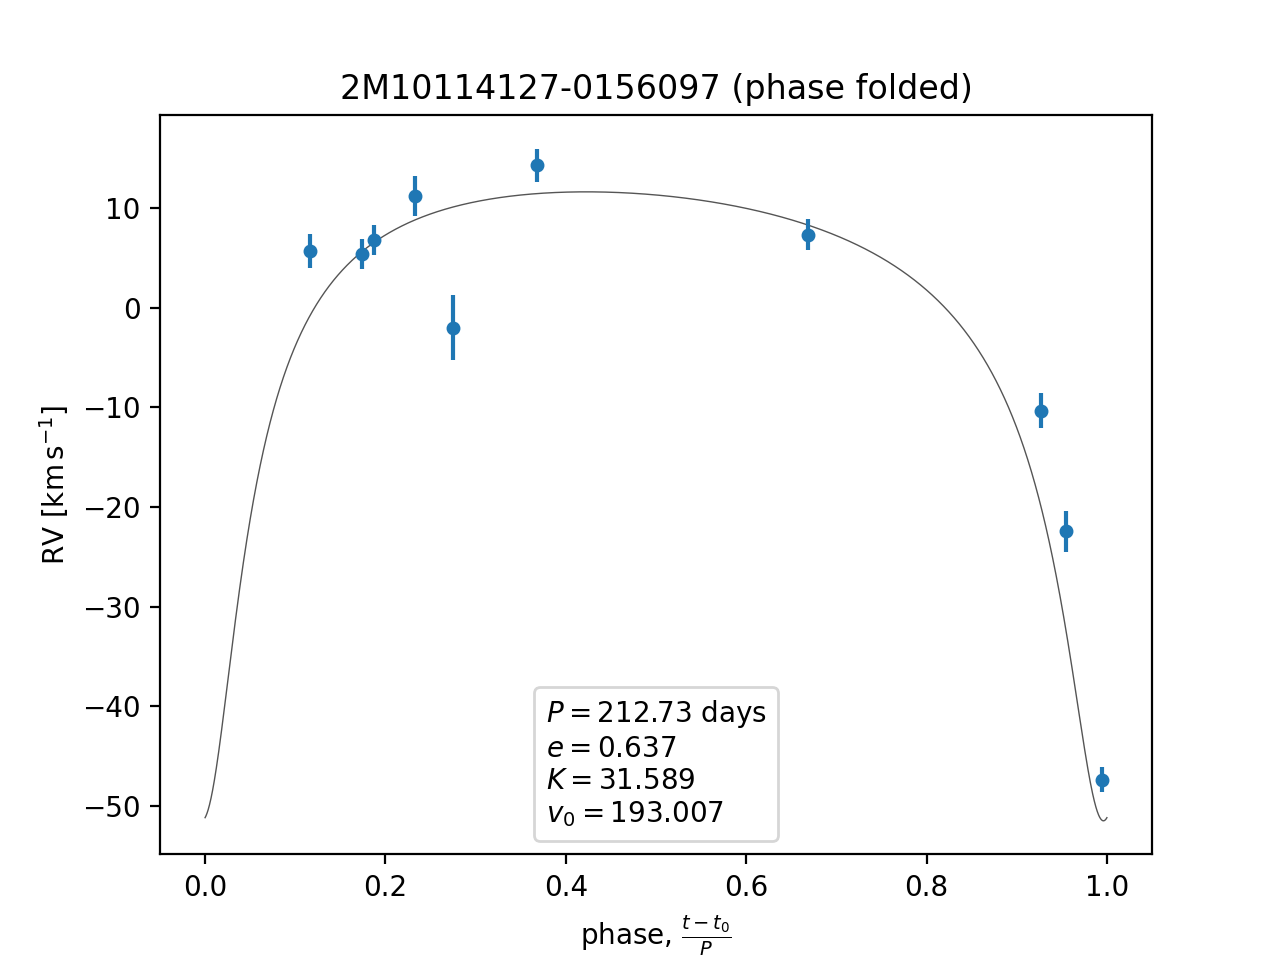 2M10114127-0156097 (phase folded)
RV [km s⁻¹]
10
0
−10
−20
−30
−40
−50
P = 212.73 days
e = 0.637
K = 31.589
v₀ = 193.007
0.0 0.2 0.4 0.6 0.8 1.0
phase, (t − t₀)/P